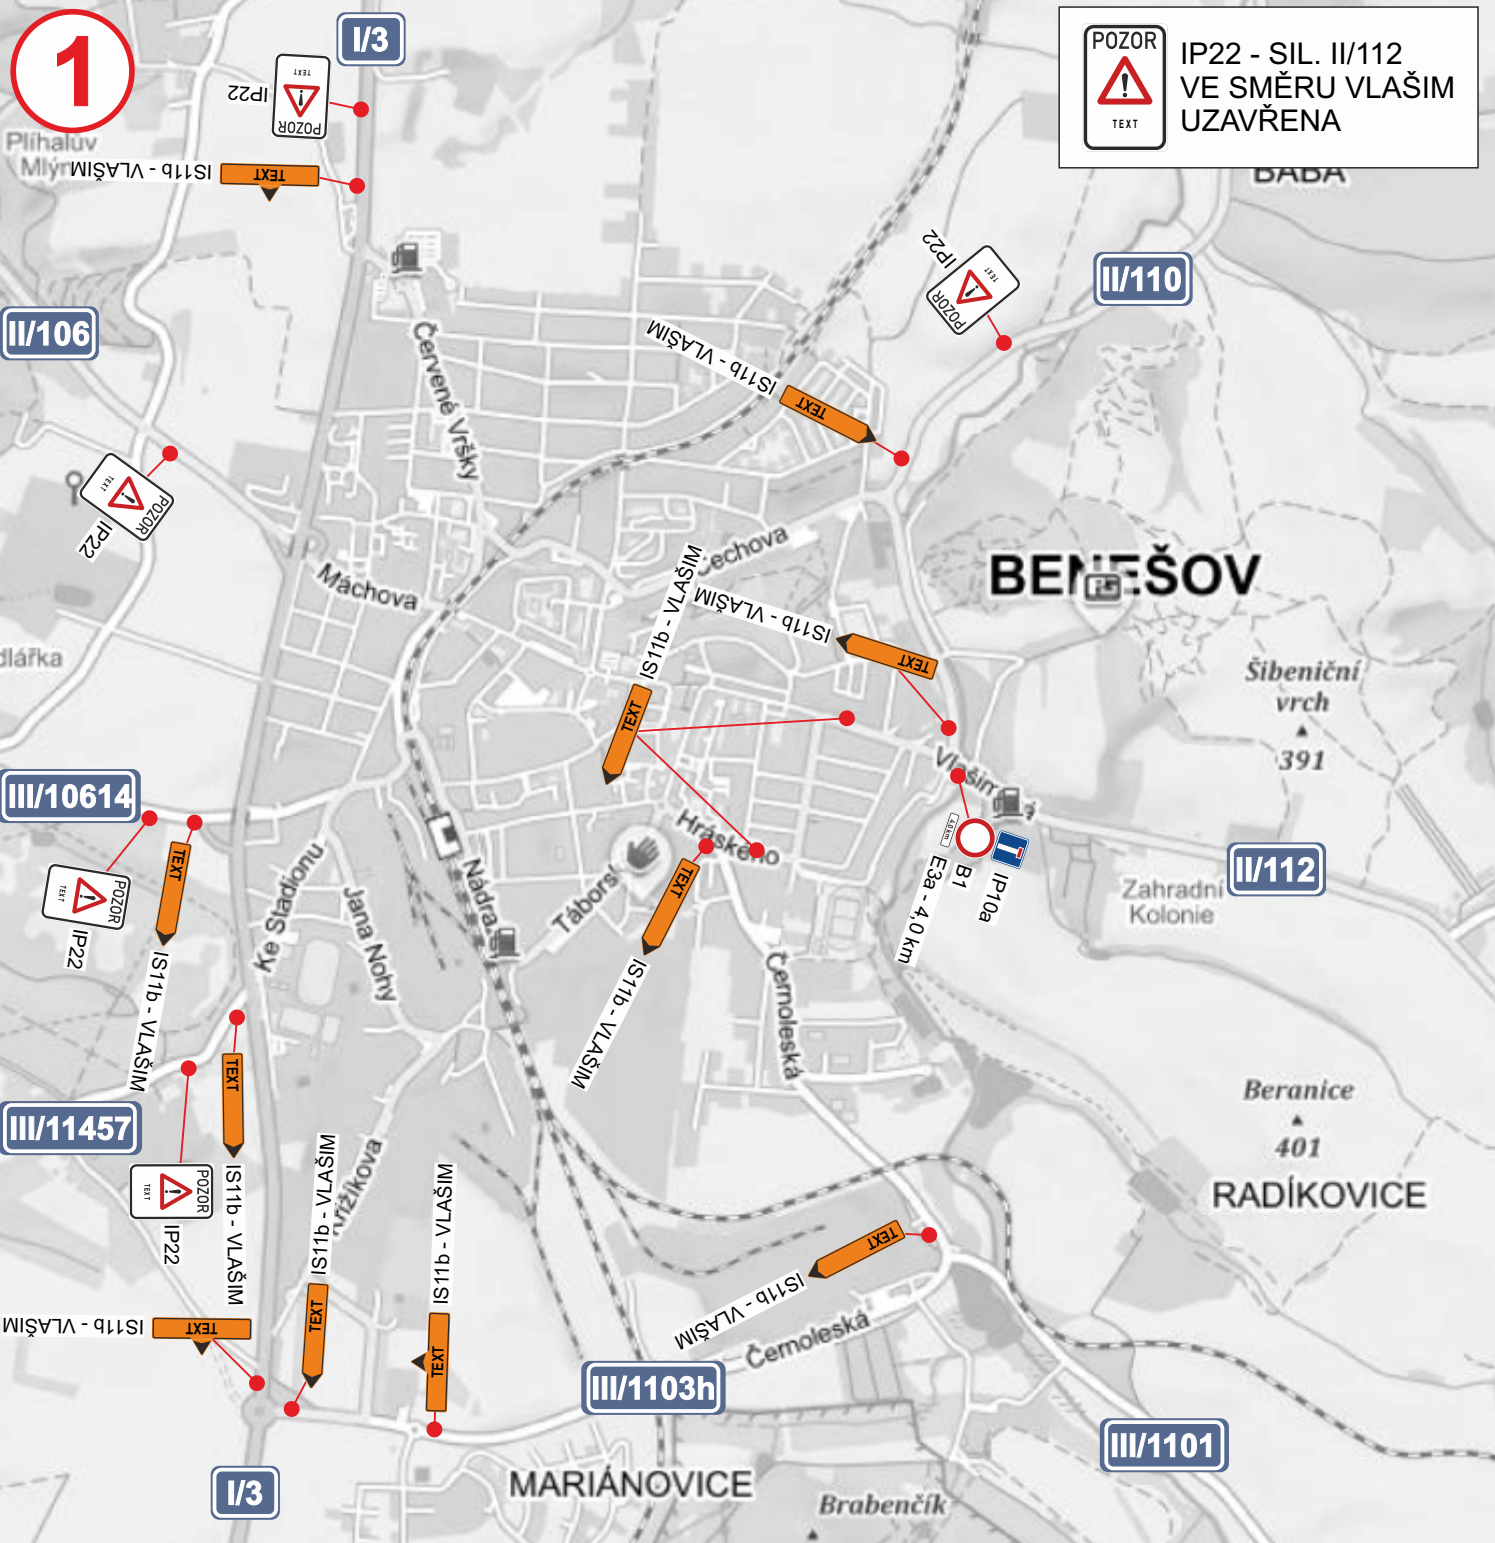 1
I/3
POZOR
TEXT
IP22 - SIL. II/112
VE SMĚRU VLAŠIM
UZAVŘENA
BABA
POZOR
TEXT
IP22
Plíhalův
Mlýn
IS11b - VLAŠIM
TEXT
IP22
POZOR
TEXT
II/110
II/106
Červené Vršky
IS11b - VLAŠIM
TEXT
POZOR
TEXT
IP22
Máchova
Čechova
BENEŠOV
IS11b - VLAŠIM
TEXT
IS11b - VLAŠIM
TEXT
Šibeniční
vrch
391
III/10614
Hráského
40km
E3a - 4,0 km
B1
IP10a
II/112
Zahradní
Kolonie
POZOR
TEXT
IP22
TEXT
IS11b - VLAŠIM
Ke Stadionu
Jana Nohy
TEXT
IS11b - VLAŠIM
Černoleská
III/11457
POZOR
TEXT
IP22
TEXT
IS11b - VLAŠIM
IS11b - VLAŠIM
TEXT
IS11b - VLAŠIM
TEXT
Beranice
401
RADÍKOVICE
IS11b - VLAŠIM
TEXT
IS11b - VLAŠIM
TEXT
Černoleská
III/1103h
III/1101
I/3
MARIÁNOVICE
Brabenčík